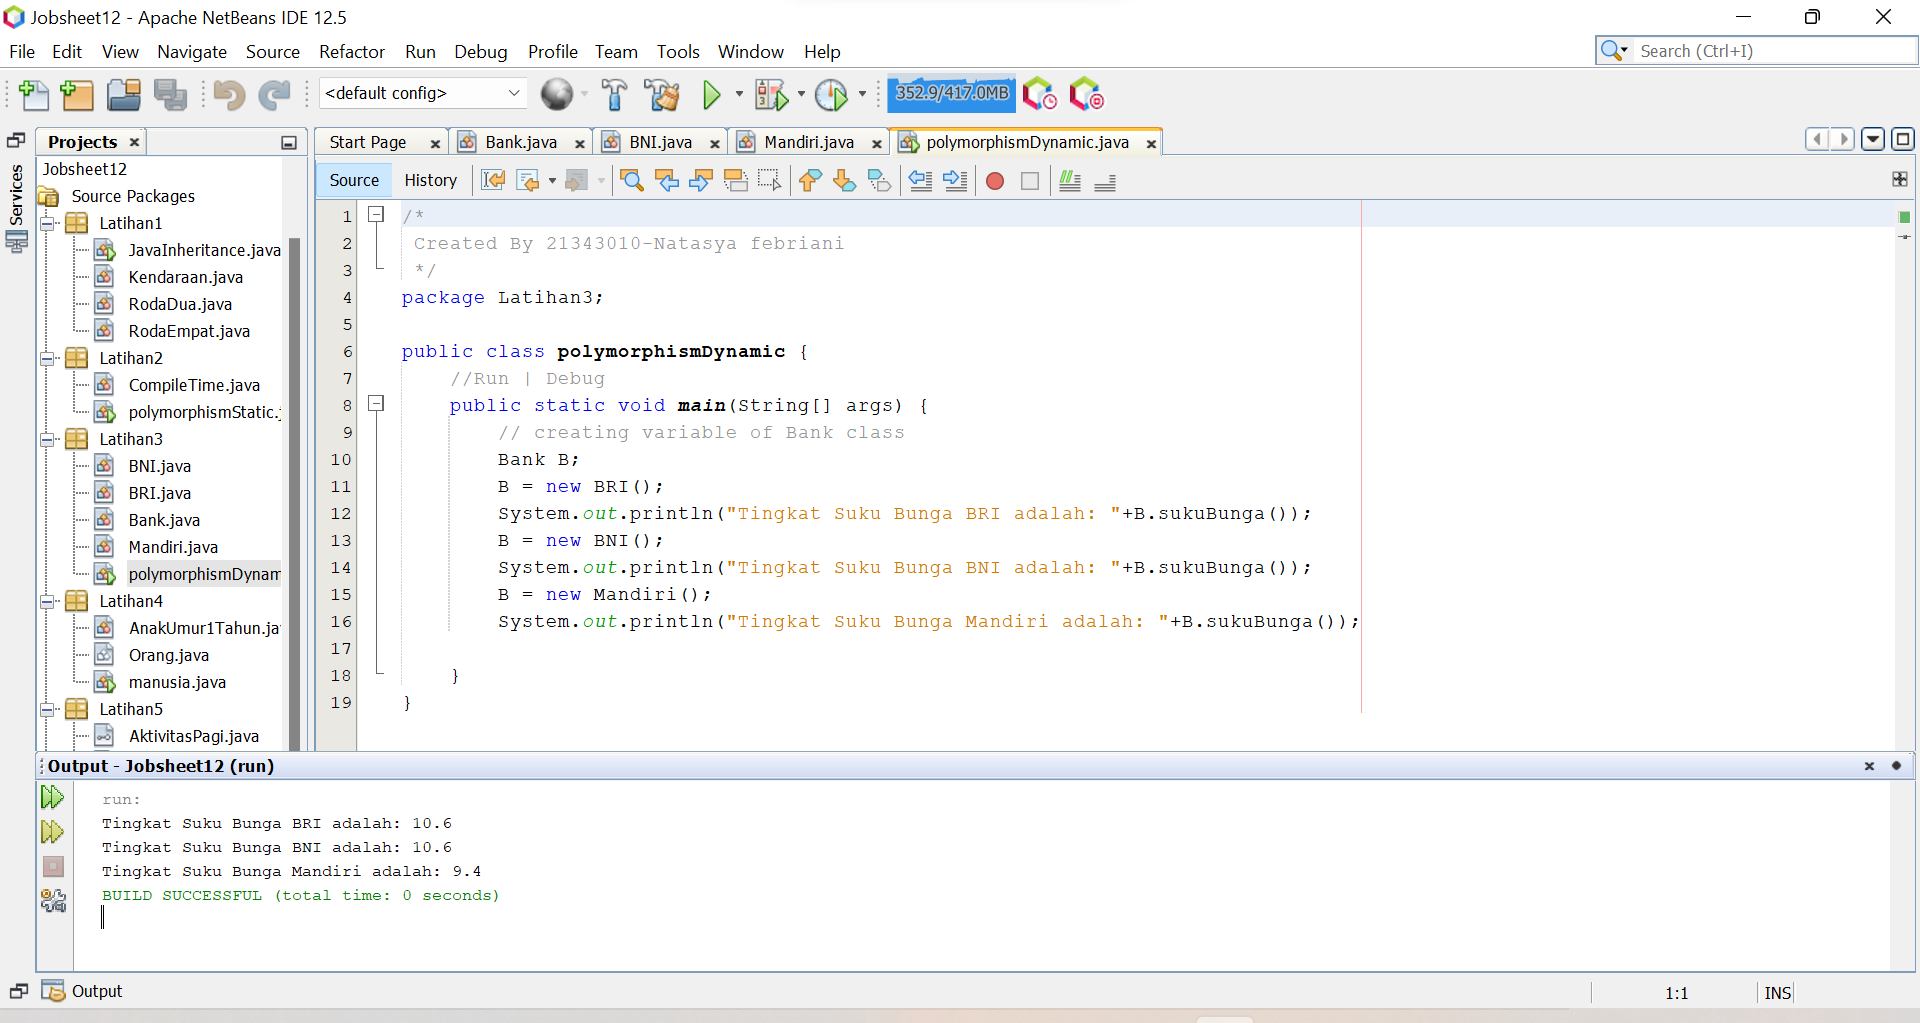 Jobsheet12 - Apache NetBeans IDE 12.5
File Edit View Navigate Source Refactor Run Debug Profile Team Tools Window Help
Search (Ctrl+I)
<default config>
352.9/417.0MB
Services
Projects
Jobsheet12
Source Packages
Latihan1
JavaInheritance.java
Kendaraan.java
RodaDua.java
RodaEmpat.java
Latihan2
CompileTime.java
polymorphismStatic.j
Latihan3
BNI.java
BRI.java
Bank.java
Mandiri.java
polymorphismDynam
Latihan4
AnakUmur1Tahun.ja
Orang.java
manusia.java
Latihan5
AktivitasPagi.java
Start Page Bank.java BNI.java Mandiri.java polymorphismDynamic.java
Source History
1 /*
2 Created By 21343010-Natasya febriani
3 */
4 package Latihan3;
5
6 public class polymorphismDynamic {
7 //Run | Debug
8 public static void main(String[] args) {
9 // creating variable of Bank class
10 Bank B;
11 B = new BRI();
12 System.out.println("Tingkat Suku Bunga BRI adalah: "+B.sukuBunga());
13 B = new BNI();
14 System.out.println("Tingkat Suku Bunga BNI adalah: "+B.sukuBunga());
15 B = new Mandiri();
16 System.out.println("Tingkat Suku Bunga Mandiri adalah: "+B.sukuBunga());
17
18 }
19 }
Output - Jobsheet12 (run)
run:
Tingkat Suku Bunga BRI adalah: 10.6
Tingkat Suku Bunga BNI adalah: 10.6
Tingkat Suku Bunga Mandiri adalah: 9.4
BUILD SUCCESSFUL (total time: 0 seconds)
Output
1:1 INS